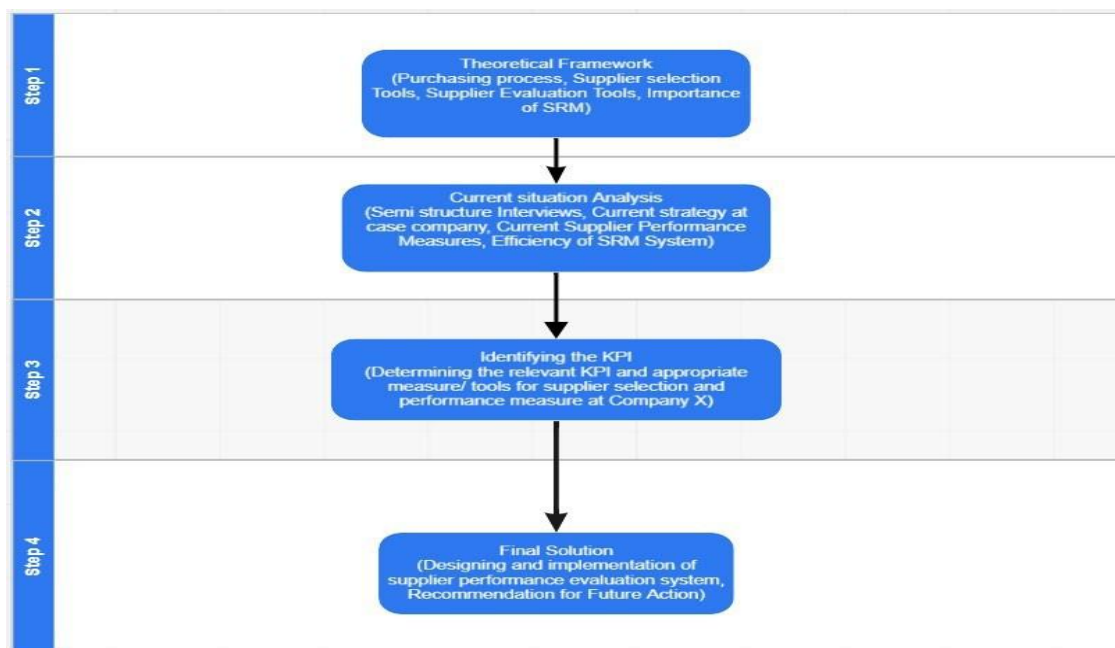 Step 1
Theoretical Framework
(Purchasing process, Supplier selection
Tools, Supplier Evaluation Tools, Importance
of SRM)
Step 2
Current situation Analysis
(Semi structure Interviews, Current strategy at
case company, Current Supplier Performance
Measures, Efficiency of SRM System)
Step 3
Identifying the KPI
(Determining the relevant KPI and appropriate
measure/ tools for supplier selection and
performance measure at Company X)
Step 4
Final Solution
(Designing and implementation of
supplier performance evaluation system,
Recommendation for Future Action)